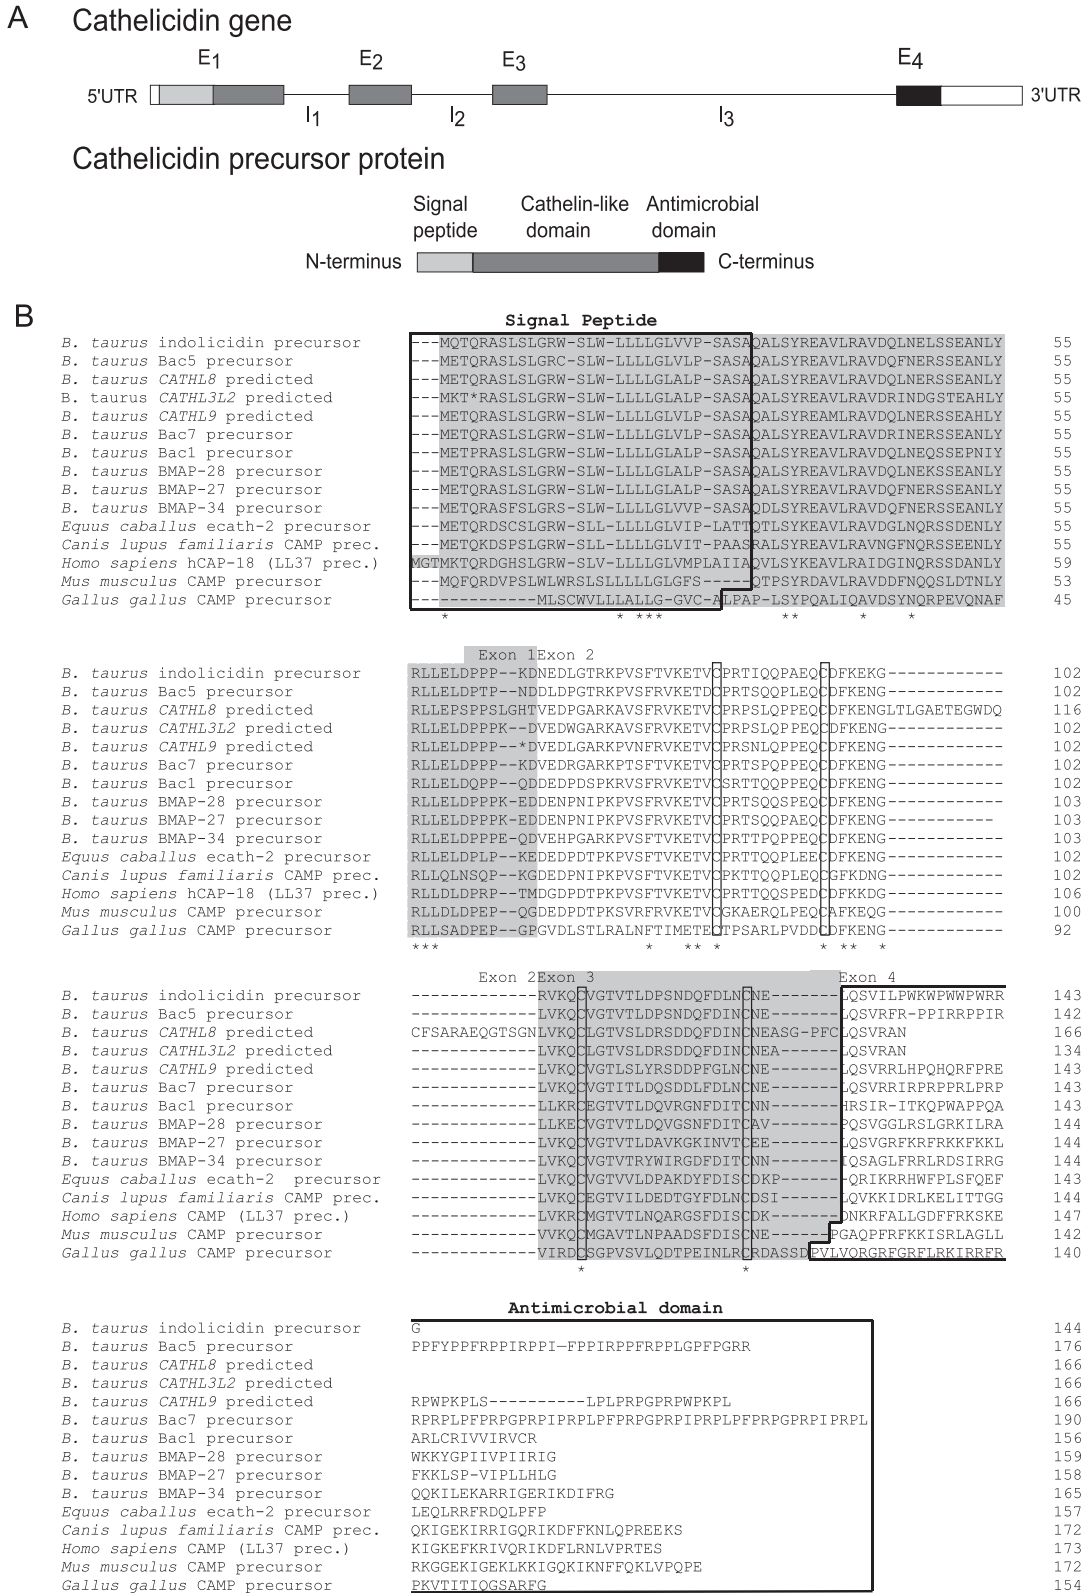 A
Cathelicidin gene
E1 E2 E3 E4
5'UTR 3'UTR
I1 I2 I3
Cathelicidin precursor protein
Signal peptide Cathelin-like domain Antimicrobial domain
N-terminus C-terminus
B
Signal Peptide
B. taurus indolicidin precursor ---MQTQRASLSLGRW-SLW-LLLLGLVVP-SASAQALSYREAVLRAVDQLNELSSEANLY 55
B. taurus Bac5 precursor ---METQRASLSLGRC-SLW-LLLLGLVLP-SASAQALSYREAVLRAVDQFNERSSEANLY 55
B. taurus CATHL8 predicted ---METQRASLSLGRW-SLW-LLLLGLALP-SASAQALSYREAVLRAVDQLNERSSEANLY 55
B. taurus CATHL3L2 predicted ---MKT*RASLSLGRW-SLW-LLLLGLALP-SASAQALSYREAVLRAVDRINDGSTEAHLY 55
B. taurus CATHL9 predicted ---METQRASLSLGRW-SLW-LLLLGLVLP-SASAQALSYREAMLRAVDQLNERSSEANLY 55
B. taurus Bac7 precursor ---METQRASLSLGRW-SLW-LLLLGLVLP-SASAQALSYREAVLRAVDRINERSSEANLY 55
B. taurus Bac1 precursor ---METPRASLSLGRW-SLW-LLLLGLALP-SASAQALSYREAVLRAVDQLNEQSSEPNIY 55
B. taurus BMAP-28 precursor ---METQRASLSLGRW-SLW-LLLLGLALP-SASAQALSYREAVLRAVDQLNEKSSEANLY 55
B. taurus BMAP-27 precursor ---METQRASLSLGRW-SLW-LLLLGLALP-SASAQALSYREAVLRAVDQLNEKSSEANLY 55
B. taurus BMAP-34 precursor ---METQRASFSLGRS-SLW-LLLLGLVVP-SASAQDLSYREAVLRAVDQFNERSSEANLY 55
Equus caballus ecath-2 precursor ---METQRDSCSLGRW-SLL-LLLLGLVIP-LATTQTLSYKEAVLRAVDGLNQRSSDENLY 55
Canis lupus familiaris CAMP prec. ---METQKDSPSLGRW-SLV-LLLLGLVIT-PAASRALSYREAVLRAVNGFNQRSSEANLY 55
Homo sapiens hCAP-18 (LL37 prec.) MGTMKTQRDGHSLGRW-SLV-LLLLGLVMPLAIIAQVLSYKEAVLRAIDGINQRSSDANLY 59
Mus musculus CAMP precursor ---MQFQRDVPSLWLWRSLSLLLLLGLGFS-----QTPSYRDAVLRAVDDFNQQSLDTNLY 53
Gallus gallus CAMP precursor -------------MLSCWVLLLALLG-GVC-ALPAP-LSYPQALIQAVDSYNQRPEVQNAF 45
* * *** ** * *
Exon 1 Exon 2
B. taurus indolicidin precursor RLLELDPPP--KDNEDLGTRKPVSFTVKETVCPRTIQQPAEQCDFKEKG----------- 102
B. taurus Bac5 precursor RLLELDPTP--NDDLDPGTRKPVSFTVKETDCPRTSQQPLEQCDFKENG----------- 102
B. taurus CATHL8 predicted RLLEPSPPSLGHTVEDPGARKAVSFTVKETVCPRPSLQPPEQCDFKENGLTLGAETEGWDQ 116
B. taurus CATHL3L2 predicted RLLELDPPPK--DVEDWGARKAVSFTVKETVCPRPSLQPPEQCDFKENG----------- 102
B. taurus CATHL9 predicted RLLELDPPP--*DVEDLGARKPVNFRVKETVCPRSNLQPPEQCDFKENG----------- 102
B. taurus Bac7 precursor RLLELDPPP--KDVEDRGARKPTSFTVKETVCPRTSPQPPEQCDFKENG----------- 102
B. taurus Bac1 precursor RLLELDQPP--QDDEDPDSPKRVSFRVKETVCSRTTQQPPEQCDFKENG----------- 102
B. taurus BMAP-28 precursor RLLELDPPPK-EDDENPNIPKPVSFRVKETVCPRTSQQSPEQCDFKENG----------- 103
B. taurus BMAP-27 precursor RLLELDPPPK-EDDENPNIPKPVSFRVKETVCPRTSQQPAEQCDFKENG---------- 103
B. taurus BMAP-34 precursor RLLELDPPPE-QDVEHPGARKPVSFTVKETVCPRTTPQPPEQCDFKENG----------- 103
Equus caballus ecath-2 precursor RLLELDPLP--KEDEDPDTPKPVSFTVKETVCPRTTQQPLEECDFKENG----------- 102
Canis lupus familiaris CAMP prec. RLLQLNSQP--KGDEDPNIPKPVSFTVKETVCPKTTQQPLEQCGFKDNG----------- 102
Homo sapiens hCAP-18 (LL37 prec.) RLLDLDPRP--TMDGDPDTPKPVSFTVKETVCPRTTQQSPEDCDFKKDG----------- 106
Mus musculus CAMP precursor RLLDLDPEP--QGDEDPDTPKSVRFRVKETVCGKAERQLPEQCAFKEQG----------- 100
Gallus gallus CAMP precursor RLLSADPEP--GPGVDLSTLRALNFTIMETECTPSARLPVDDCDFKENG----------- 92
*** * ** * * ** *
Exon 2 Exon 3 Exon 4
B. taurus indolicidin precursor -------------RVKQCVGTVTLDPSNDQFDLNCNE-------LQSVILPWKWPWWPWRR 143
B. taurus Bac5 precursor -------------LVKQCVGTVTLDPSNDQFDINCNE-------LQSVRFR-PPIRRPPIR 142
B. taurus CATHL8 predicted CFSARAEQGTSGNLVKQCLGTVSLDRSDDQFDINCNEASG-PFCLQSVRAN 166
B. taurus CATHL3L2 predicted -------------LVKQCLGTVSLDRSDDQFDINCNEA------LQSVRAN 134
B. taurus CATHL9 predicted -------------LVKQCVGTLSLYRSDDPFGLNCNE-------LQSVRRLHPQHQRFPRE 143
B. taurus Bac7 precursor -------------LVKQCVGTITLDQSDDLFDLNCNE-------LQSVRRIRPRPPRLPRP 143
B. taurus Bac1 precursor -------------LLKRCEGTVTLDQVRGNFDITCNN-------HRSIR-ITKQPWAPPQA 143
B. taurus BMAP-28 precursor -------------LLKECVGTVTLDQVGSNFDITCAV-------PQSVGGLRSLGRKILRA 144
B. taurus BMAP-27 precursor -------------LVKQCVGTVTLDAVKGKINVTCEE-------LQSVGRFKRFRKKFKKL 144
B. taurus BMAP-34 precursor -------------LVKQCVGTVTRYWIRGDFDITCNN-------IQSAGLFRRLRDSIRRG 144
Equus caballus ecath-2 precursor -------------LVKQCVGTVVLDPAKDYFDISCDKP------QRIKRRHWFPLSFQEF 143
Canis lupus familiaris CAMP prec. -------------LVKQCEGTVILDEDTGYFDLNCDSI------LQVKKIDRLKELITTGG 144
Homo sapiens CAMP (LL37 prec.) -------------LVKRCMGTVTLNQARGSFDISCDK-------DNKRFALLGDFFRKSKE 147
Mus musculus CAMP precursor -------------LVKQCMGAVTLNPAADSFDISCNE------PGAQPFRFKKISRLAGLL 142
Gallus gallus CAMP precursor -------------VIRDCSGPVSVLQDTPEINLRCRDASSDPVLVQRGRFGRFLRKIRRFR 140
* *
Antimicrobial domain
B. taurus indolicidin precursor G 144
B. taurus Bac5 precursor PPFYPPFRPPIRPPI-FPPIRPPFRPPLGPFPGRR 176
B. taurus CATHL8 predicted 166
B. taurus CATHL3L2 predicted 166
B. taurus CATHL9 predicted RPWPKPLS----------LPLPRPGPRPWPKPL 166
B. taurus Bac7 precursor RPRPLPFPRPGPRPIPRPLPFPRPGPRPIPRPLPFPRPGPRPIPRPL 190
B. taurus Bac1 precursor ARLCRIVVIRVCR 156
B. taurus BMAP-28 precursor WKKYGPIIVPIIRIG 159
B. taurus BMAP-27 precursor FKKLSP-VIPLLHLG 158
B. taurus BMAP-34 precursor QQKILEKARRIGERIKDIFRG 165
Equus caballus ecath-2 precursor LEQLRRFRDQLPFP 157
Canis lupus familiaris CAMP prec. QKIGEKIRRIGQRIKDFFKNLQPREEKS 172
Homo sapiens CAMP (LL37 prec.) KIGKEFKRIVQRIKDFLRNLVPRTES 173
Mus musculus CAMP precursor RKGGEKIGEKLKKIGQKIKNFFQKLVPQPE 172
Gallus gallus CAMP precursor PKVTITIQGSARFG 154